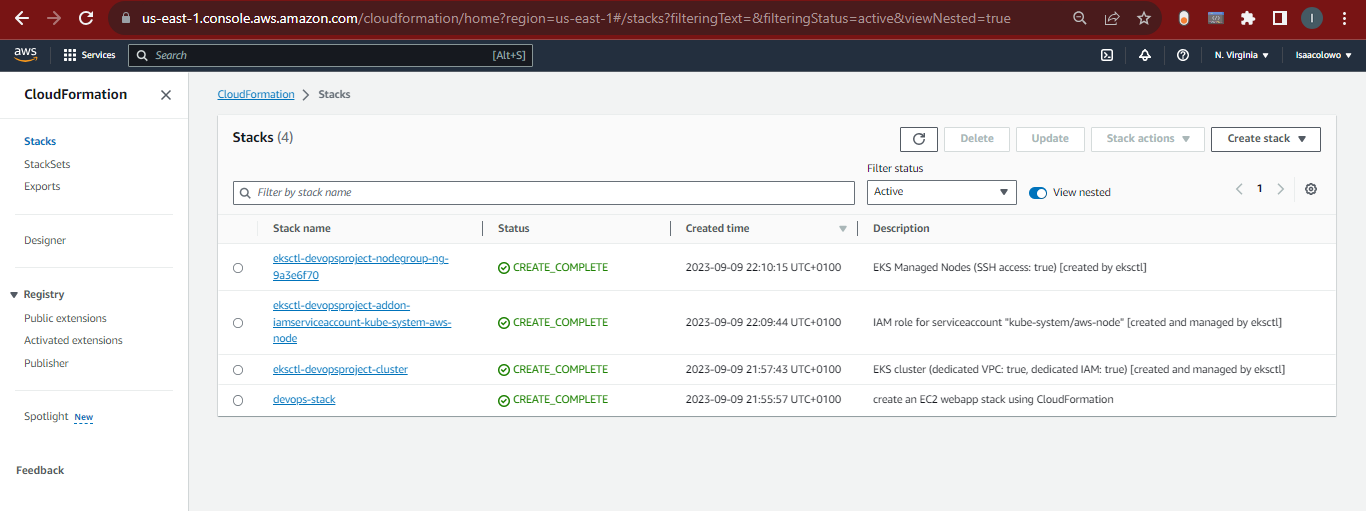 us-east-1.console.aws.amazon.com/cloudformation/home?region=us-east-1#/stacks?filteringText=&filteringStatus=active&viewNested=true
I
aws
Services
Search
[Alt+S]
N. Virginia
Isaacolowo
CloudFormation
Stacks
StackSets
Exports
Designer
Registry
Public extensions
Activated extensions
Publisher
Spotlight New
Feedback
CloudFormation > Stacks
Stacks (4)
Delete
Update
Stack actions
Create stack
Filter status
Filter by stack name
Active
View nested
1
Stack name Status Created time Description
eksctl-devopsproject-nodegroup-ng-
9a3e6f70
CREATE_COMPLETE 2023-09-09 22:10:15 UTC+0100 EKS Managed Nodes (SSH access: true) [created by eksctl]
eksctl-devopsproject-addon-
iamserviceaccount-kube-system-aws-
node
CREATE_COMPLETE 2023-09-09 22:09:44 UTC+0100 IAM role for serviceaccount "kube-system/aws-node" [created and managed by eksctl]
eksctl-devopsproject-cluster CREATE_COMPLETE 2023-09-09 21:57:43 UTC+0100 EKS cluster (dedicated VPC: true, dedicated IAM: true) [created and managed by eksctl]
devops-stack CREATE_COMPLETE 2023-09-09 21:55:57 UTC+0100 create an EC2 webapp stack using CloudFormation